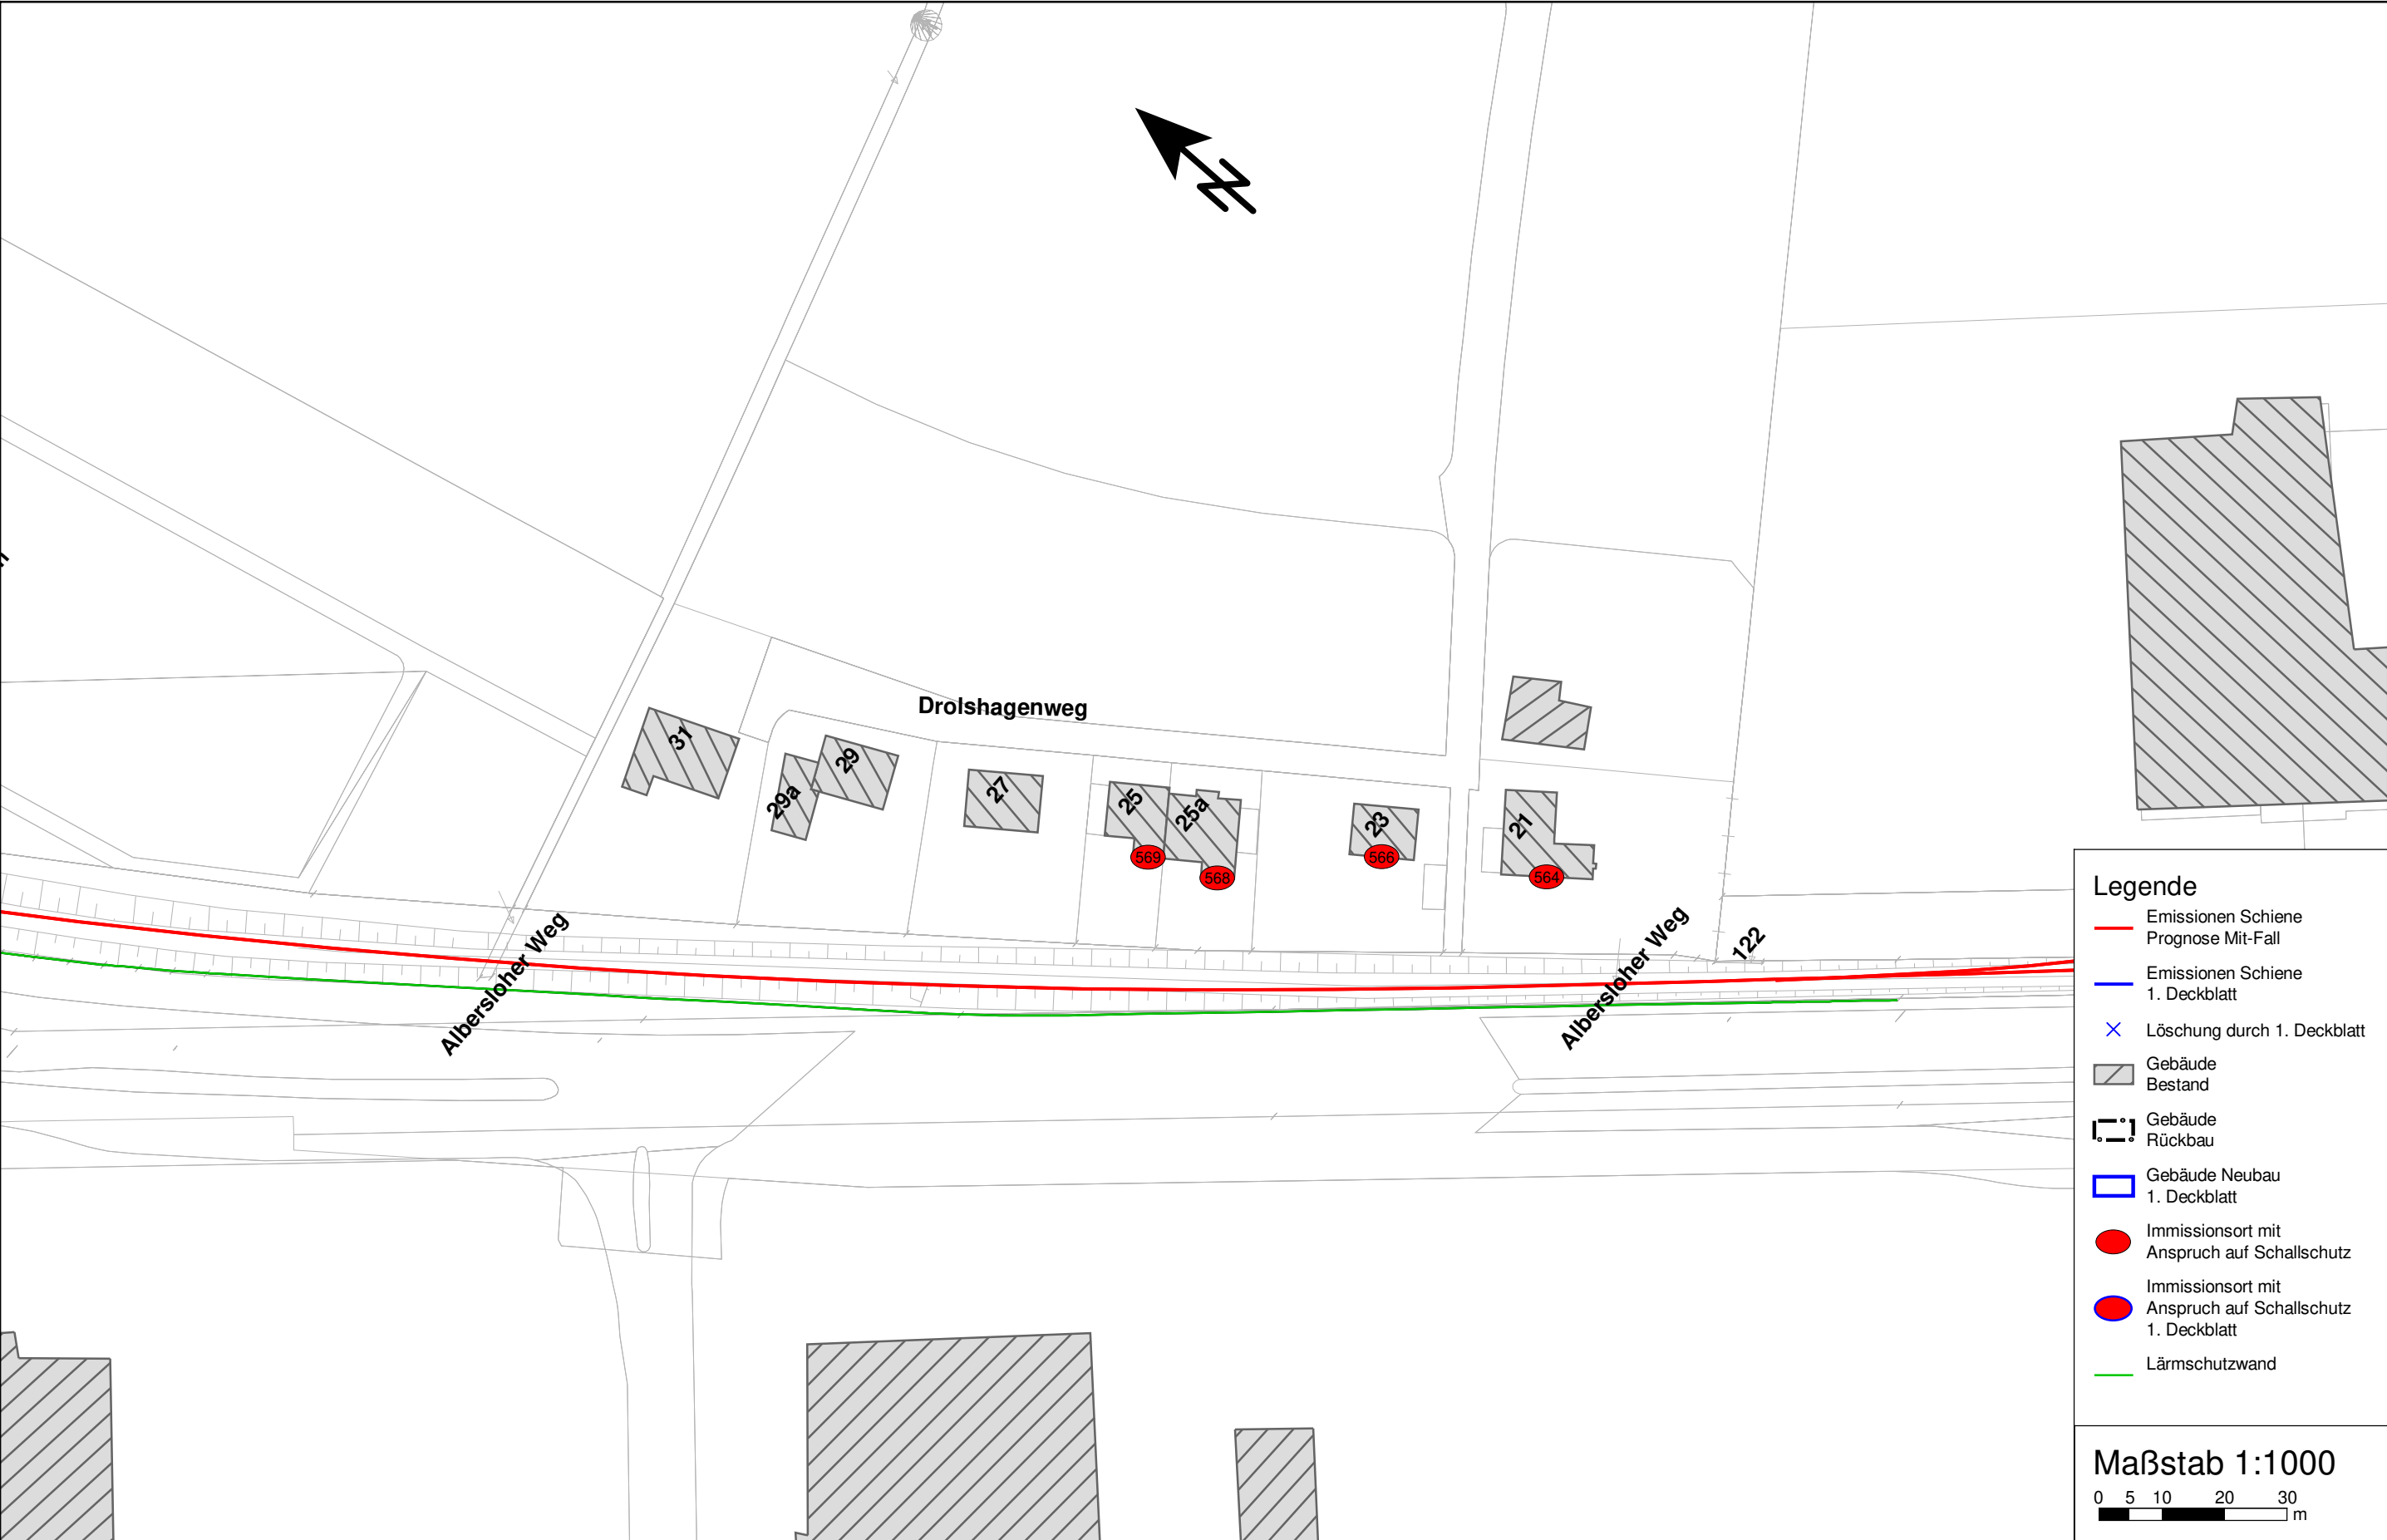 Drolshagenweg
31
29
29a
27
25
25a
23
21
569
568
566
564
Albersloher Weg
Albersloher Weg
122
Legende
Emissionen Schiene
Prognose Mit-Fall
Emissionen Schiene
1. Deckblatt
Löschung durch 1. Deckblatt
Gebäude
Bestand
Gebäude
Rückbau
Gebäude Neubau
1. Deckblatt
Immissionsort mit
Anspruch auf Schallschutz
Immissionsort mit
Anspruch auf Schallschutz
1. Deckblatt
Lärmschutzwand
Maßstab 1:1000
0 5 10 20 30
m